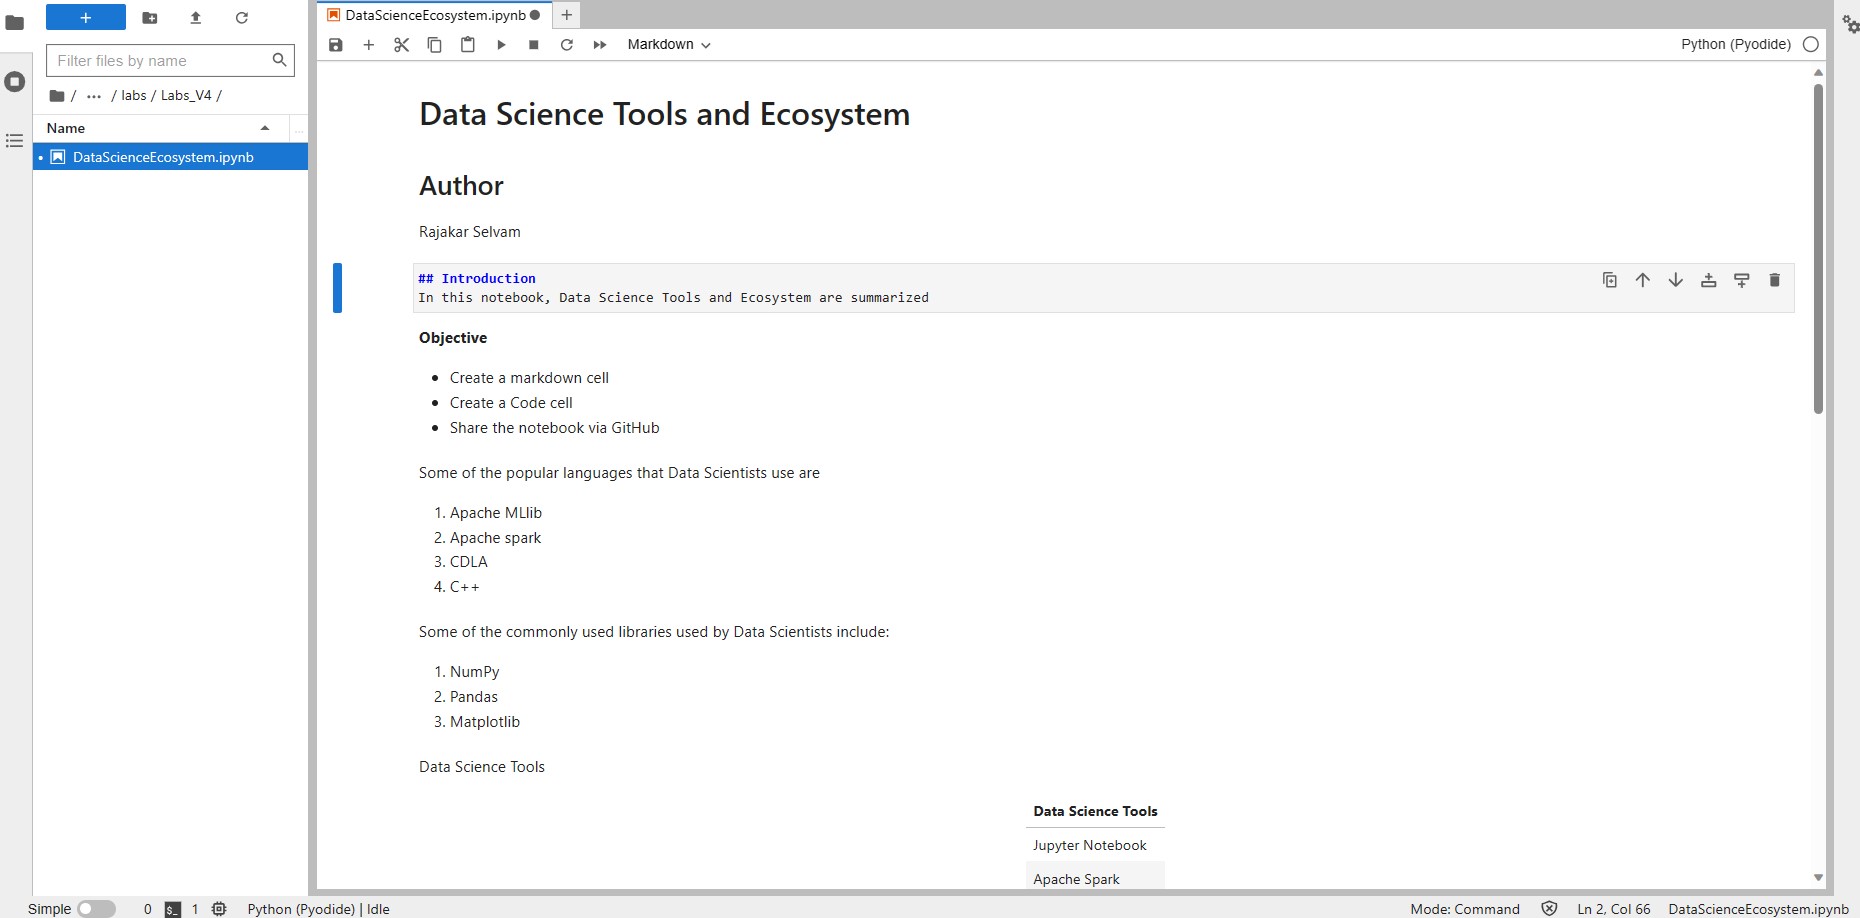 DataScienceEcosystem.ipynb
Markdown
Python (Pyodide)
Filter files by name
/ ... / labs / Labs_V4 /
Name
...
DataScienceEcosystem.ipynb
Data Science Tools and Ecosystem
Author
Rajakar Selvam
## Introduction
In this notebook, Data Science Tools and Ecosystem are summarized
Objective
• Create a markdown cell
• Create a Code cell
• Share the notebook via GitHub
Some of the popular languages that Data Scientists use are
1. Apache MLlib
2. Apache spark
3. CDLA
4. C++
Some of the commonly used libraries used by Data Scientists include:
1. NumPy
2. Pandas
3. Matplotlib
Data Science Tools
Data Science Tools
Jupyter Notebook
Apache Spark
Simple 0 $_ 1 Python (Pyodide) | Idle Mode: Command Ln 2, Col 66 DataScienceEcosystem.ipynb